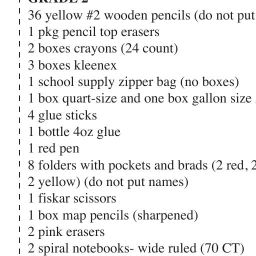 GRADE 2
36 yellow #2 wooden pencils (do not put
1 pkg pencil top erasers
2 boxes crayons (24 count)
3 boxes kleenex
1 school supply zipper bag (no boxes)
1 box quart-size and one box gallon size
4 glue sticks
1 bottle 4oz glue
1 red pen
8 folders with pockets and brads (2 red, 2
2 yellow) (do not put names)
1 fiskar scissors
1 box map pencils (sharpened)
2 pink erasers
2 spiral notebooks- wide ruled (70 CT)